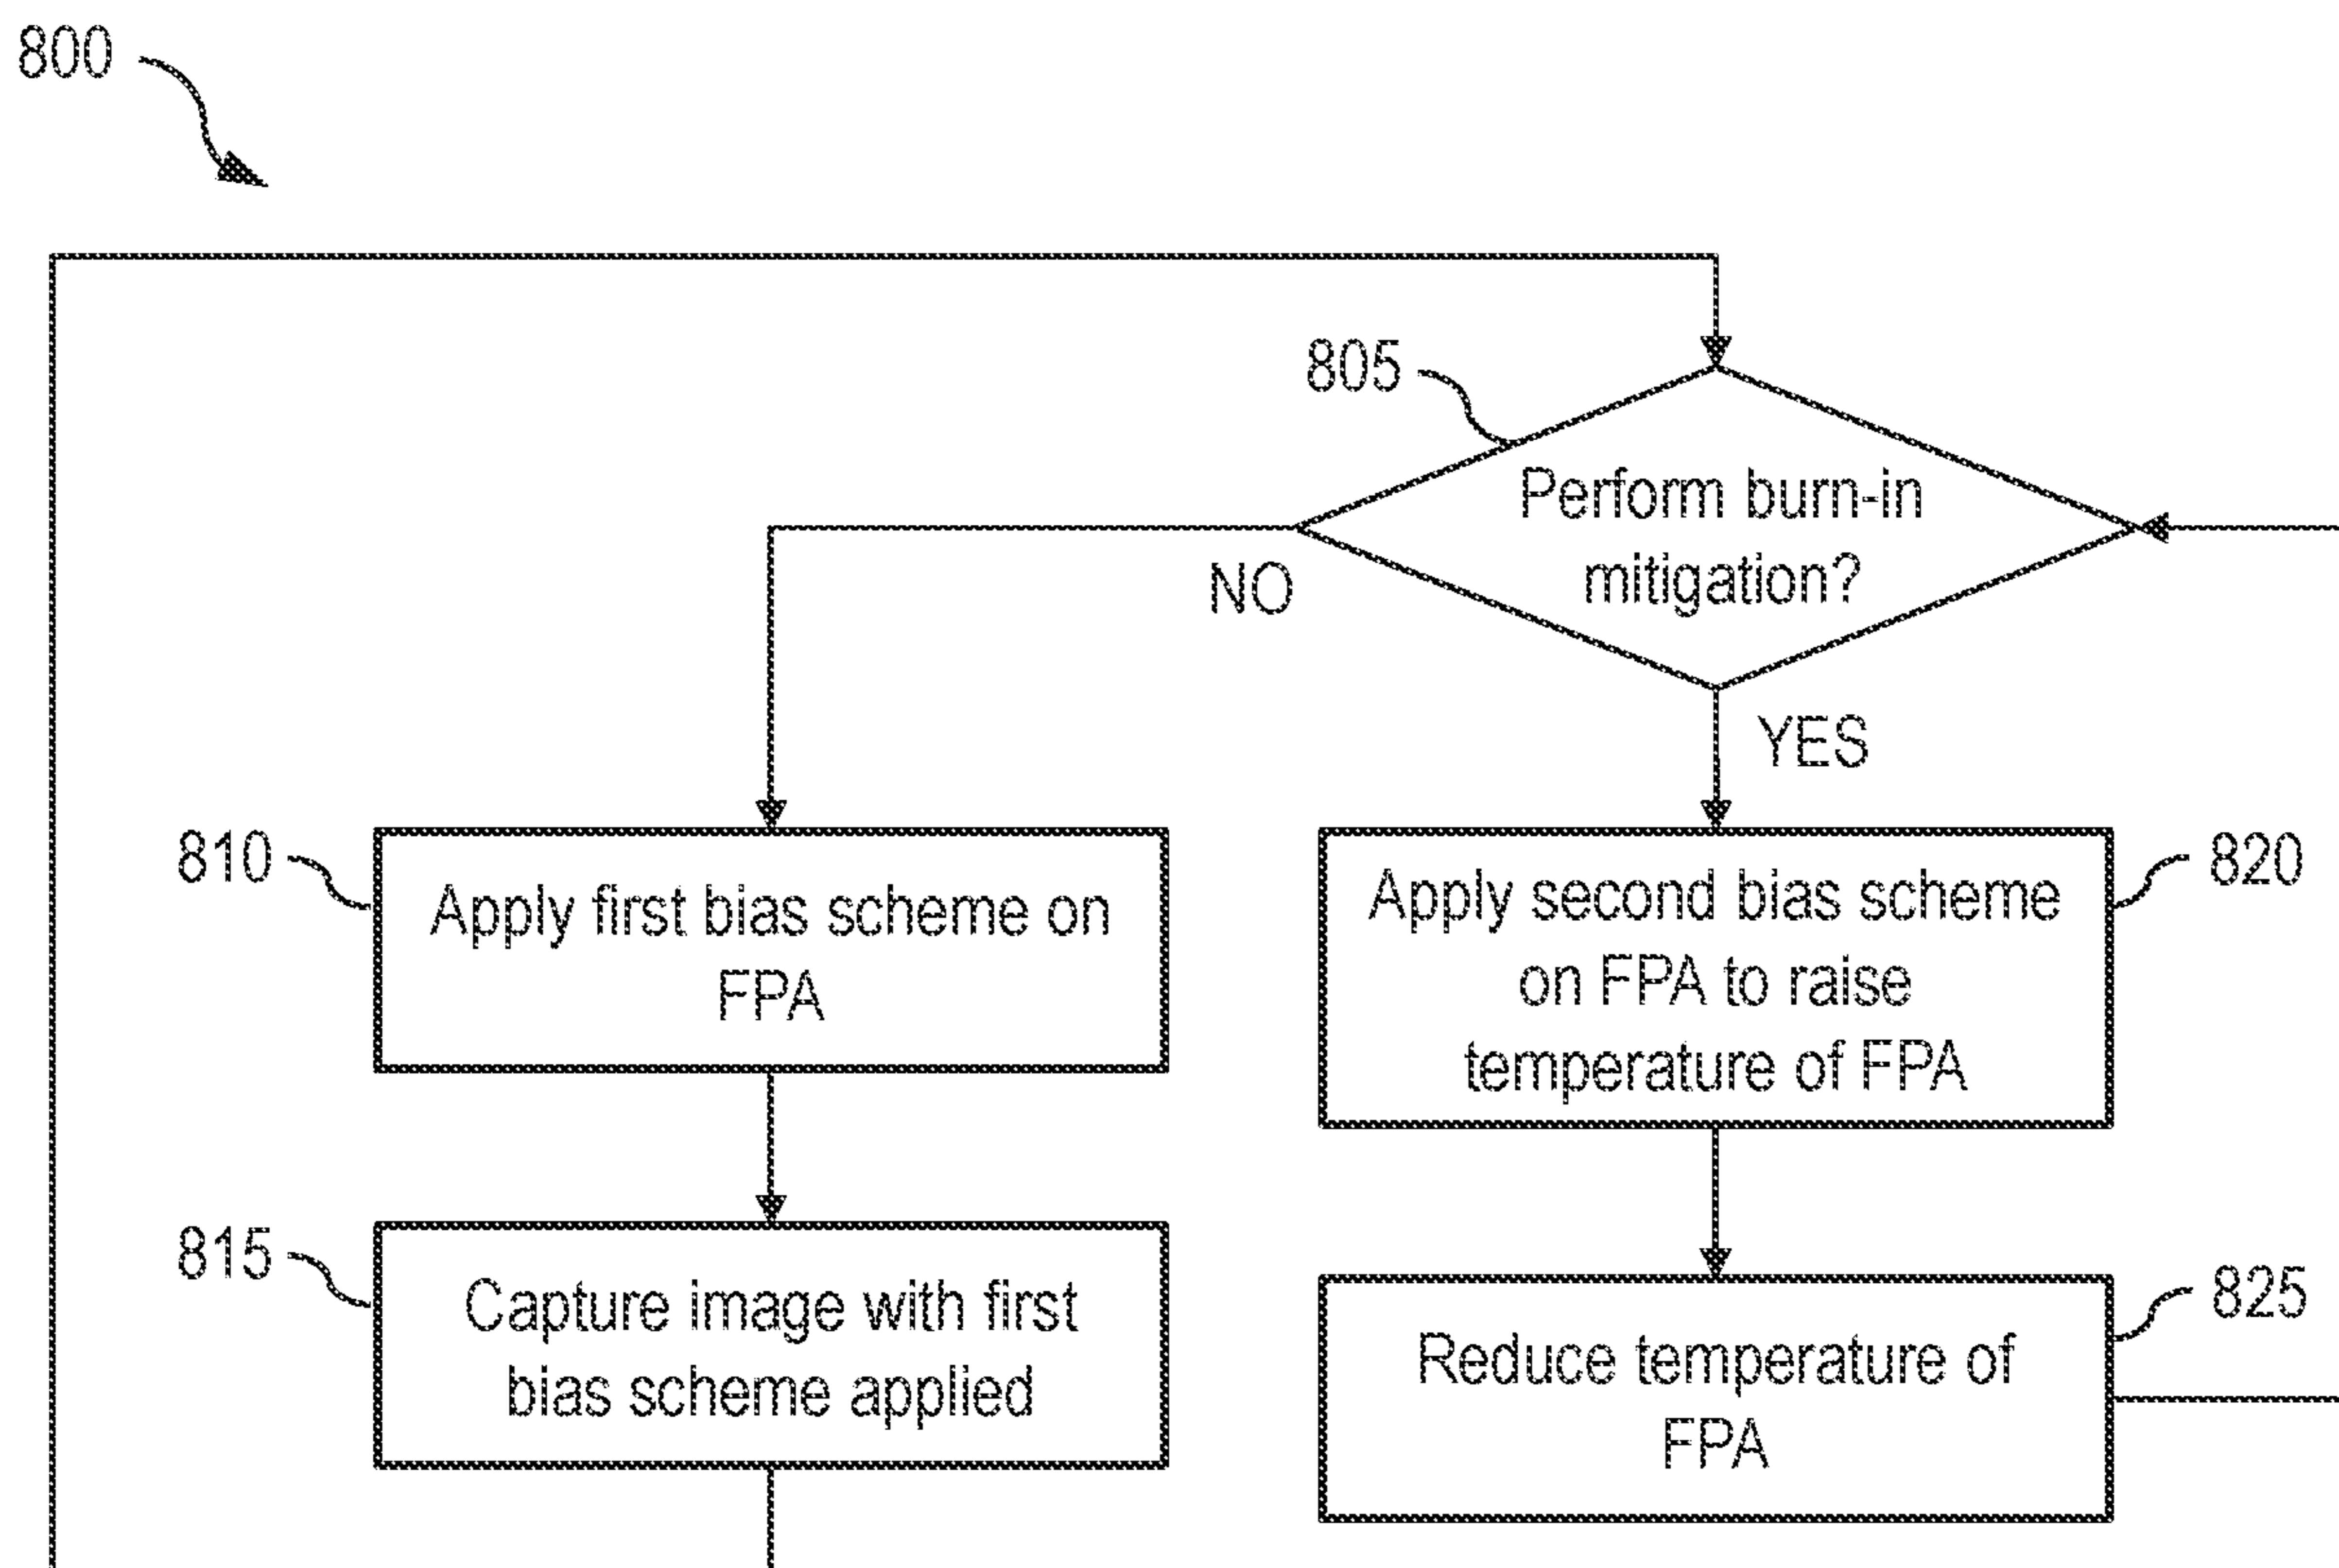 800
805
Perform burn-in
mitigation?
NO
YES
810
Apply first bias scheme on
FPA
820
Apply second bias scheme
on FPA to raise
temperature of FPA
815
Capture image with first
bias scheme applied
825
Reduce temperature of
FPA